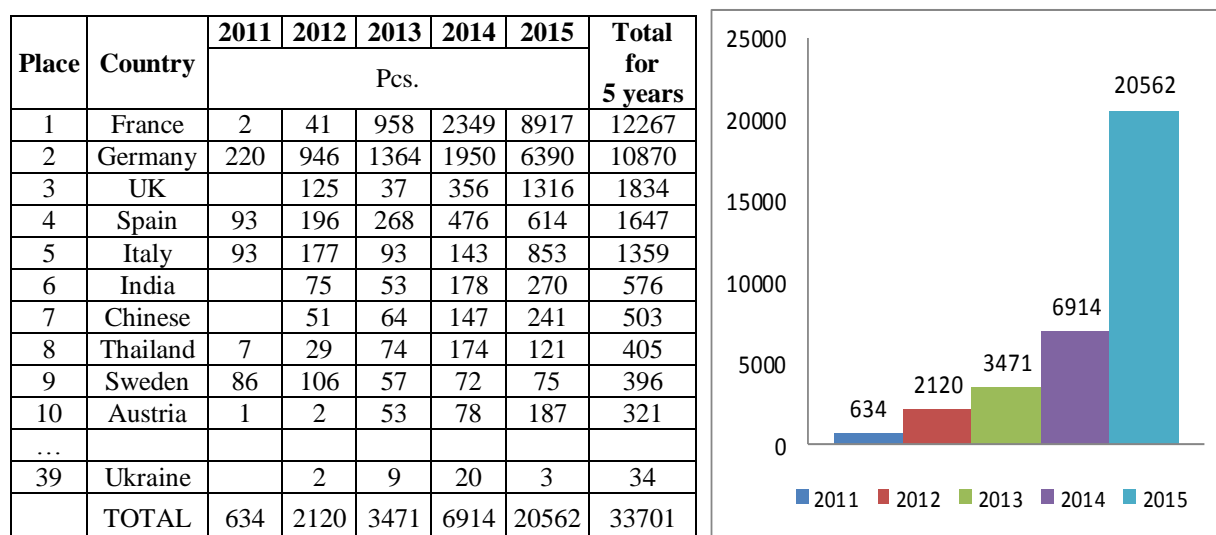 Place Country 2011 2012 2013 2014 2015 Total for 5 years
Pcs.
1 France 2 41 958 2349 8917 12267
2 Germany 220 946 1364 1950 6390 10870
3 UK 125 37 356 1316 1834
4 Spain 93 196 268 476 614 1647
5 Italy 93 177 93 143 853 1359
6 India 75 53 178 270 576
7 Chinese 51 64 147 241 503
8 Thailand 7 29 74 174 121 405
9 Sweden 86 106 57 72 75 396
10 Austria 1 2 53 78 187 321
…
39 Ukraine 2 9 20 3 34
TOTAL 634 2120 3471 6914 20562 33701
25000
20000
15000
10000
5000
0
634
2120
3471
6914
20562
2011 2012 2013 2014 2015